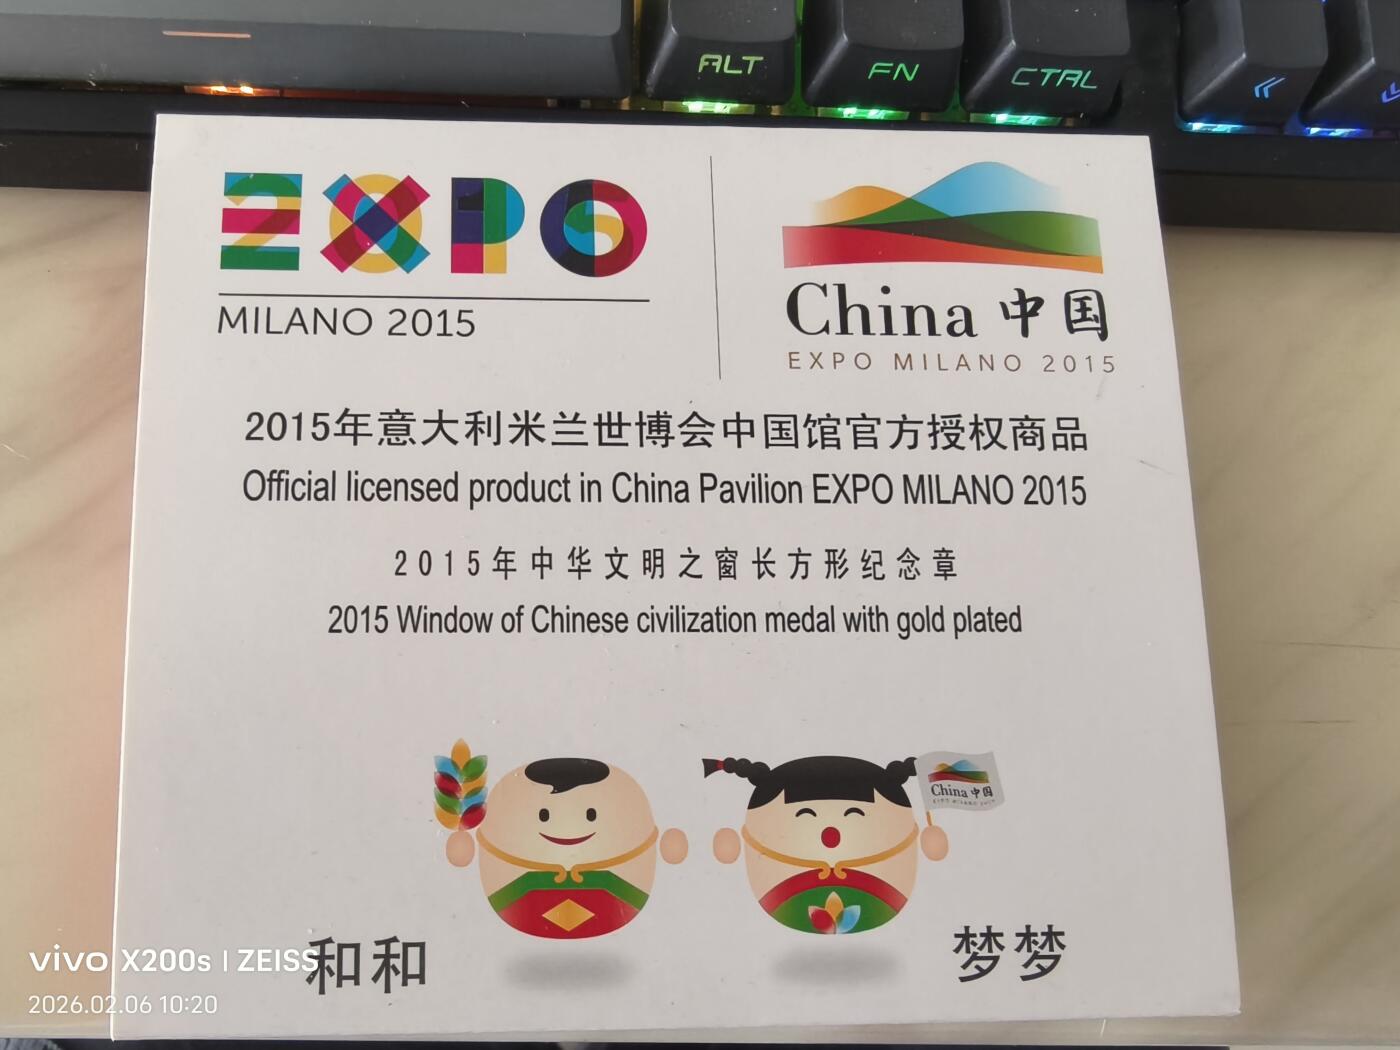 ALT
FN
CTRL
EXPO
MILANO 2015
China 中国
EXPO MILANO 2015
2015年意大利米兰世博会中国馆官方授权商品
Official licensed product in China Pavilion EXPO MILANO 2015
2015年中华文明之窗长方形纪念章
2015 Window of Chinese civilization medal with gold plated
China 中国
EXPO MILANO 2015
和和
梦梦
vivo X200s | ZEISS
2026.02.06 10:20